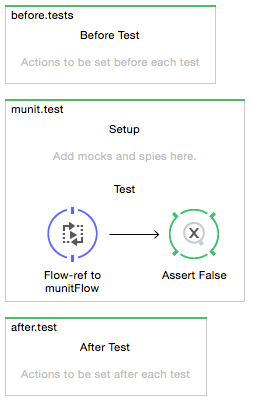 before.tests
Before Test
Actions to be set before each test
munit.test
Setup
Add mocks and spies here.
Test
X
Flow-ref to
munitFlow
Assert False
after.test
After Test
Actions to be set after each test